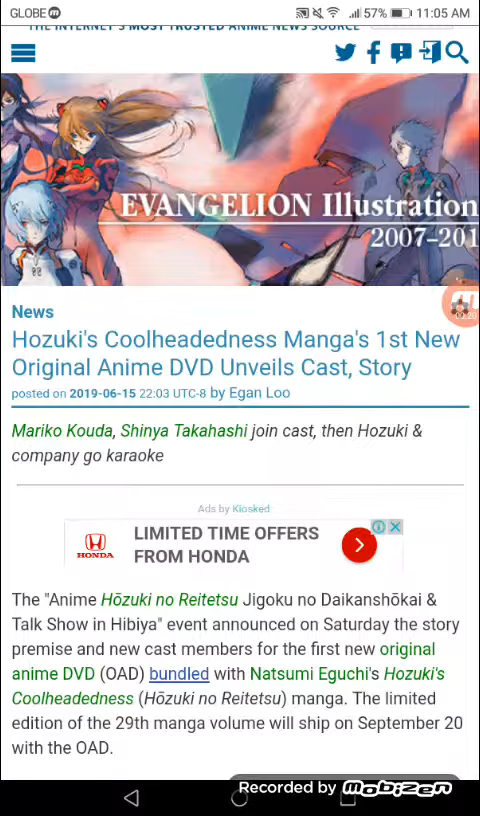 GLOBE
57% 11:05 AM
THE INTERNET'S MOST TRUSTED ANIME NEWS SOURCE
EVANGELION Illustration
2007-201
00:20
News
Hozuki's Coolheadedness Manga's 1st New
Original Anime DVD Unveils Cast, Story
posted on 2019-06-15 22:03 UTC-8 by Egan Loo
Mariko Kouda, Shinya Takahashi join cast, then Hozuki &
company go karaoke
Ads by Kiosked
HONDA
LIMITED TIME OFFERS
FROM HONDA
The "Anime Hōzuki no Reitetsu Jigoku no Daikanshōkai &
Talk Show in Hibiya" event announced on Saturday the story
premise and new cast members for the first new original
anime DVD (OAD) bundled with Natsumi Eguchi's Hozuki's
Coolheadedness (Hōzuki no Reitetsu) manga. The limited
edition of the 29th manga volume will ship on September 20
with the OAD.
Recorded by mobizen